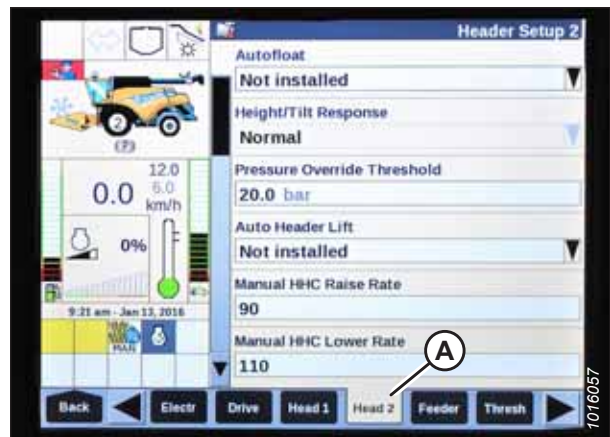 Header Setup 2
Autofloat
Not installed
Height/Tilt Response
Normal
Pressure Override Threshold
20.0 bar
Auto Header Lift
Not installed
Manual HHC Raise Rate
90
Manual HHC Lower Rate
110
2
(?)
12.0
0.0 6.0
km/h
0%
9:21 am - Jan 13, 2016
MAN
A
Back Electr Drive Head 1 Head 2 Feeder Thresh
1016057